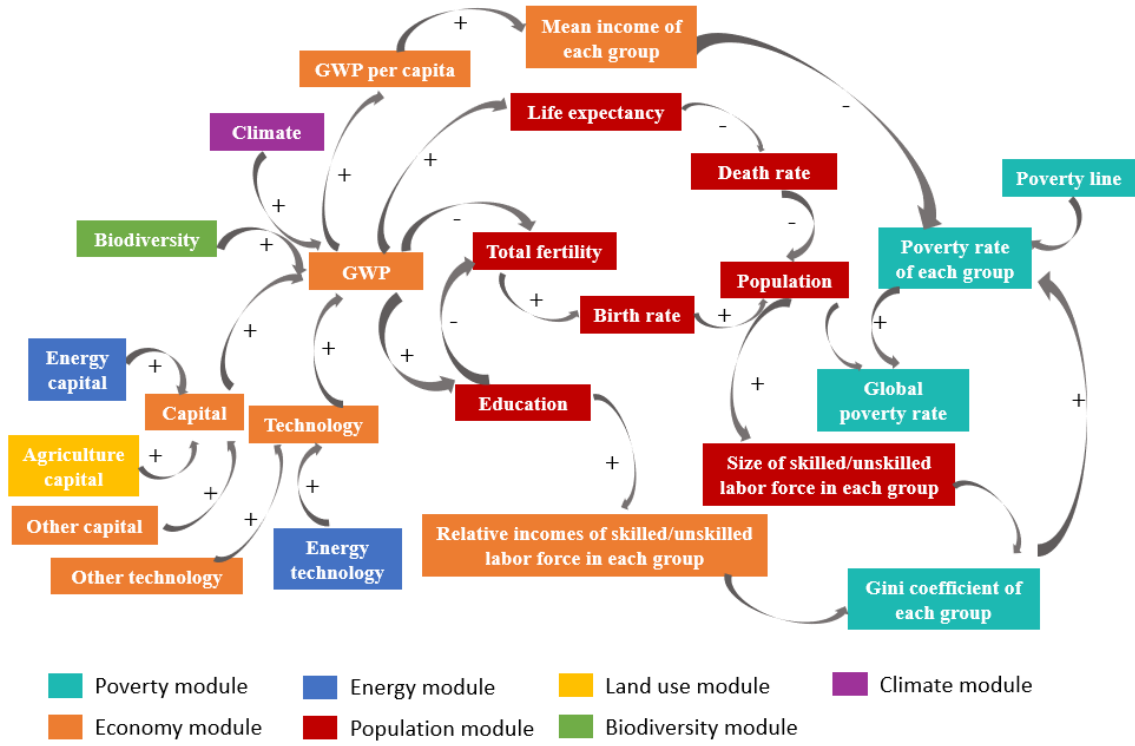 +
Mean income of
each group
GWP per capita
-
Life expectancy
Climate
-
+
Death rate
Poverty line
+
+
-
-
Biodiversity
+
Total fertility
Poverty rate
of each group
GWP
Population
+
Birth rate
+
+
+
+
-
+
Energy
capital
+
+
Global
poverty rate
Capital
Technology
Education
+
+
Agriculture
capital
+
+
Size of skilled/unskilled
labor force in each group
+
+
+
Other capital
Relative incomes of skilled/unskilled
labor force in each group
Energy
technology
Other technology
Gini coefficient of
each group
Poverty module
Energy module
Land use module
Climate module
Economy module
Population module
Biodiversity module